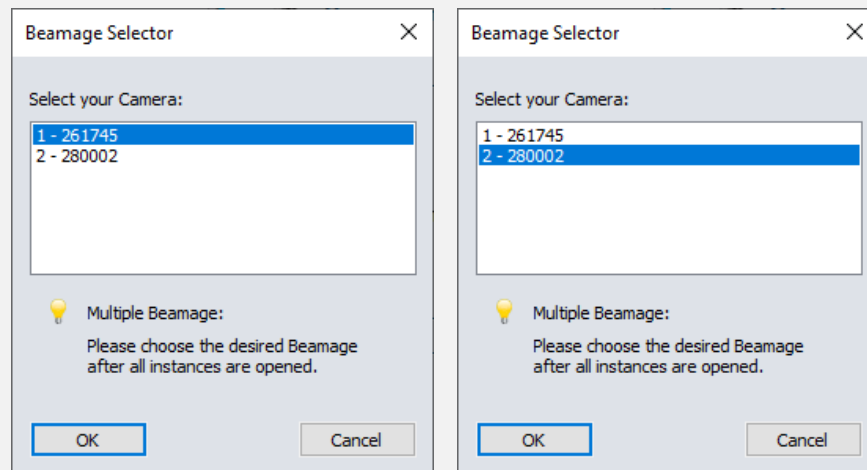 Beamage Selector
Select your Camera:
1 - 261745
2 - 280002
Multiple Beamage:
Please choose the desired Beamage
after all instances are opened.
OK
Cancel
Beamage Selector
Select your Camera:
1 - 261745
2 - 280002
Multiple Beamage:
Please choose the desired Beamage
after all instances are opened.
OK
Cancel